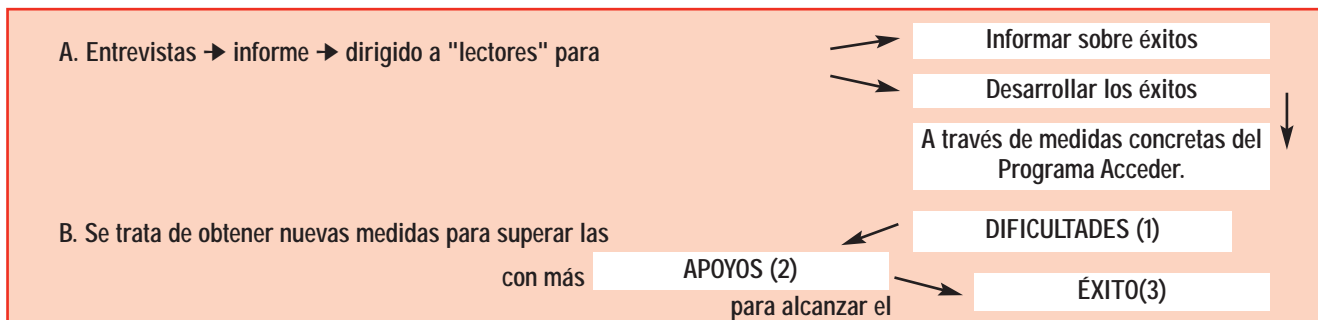 A. Entrevistas → informe → dirigido a "lectores" para
Informar sobre éxitos
Desarrollar los éxitos
A través de medidas concretas del
Programa Acceder.
B. Se trata de obtener nuevas medidas para superar las
DIFICULTADES (1)
con más
APOYOS (2)
para alcanzar el
ÉXITO(3)